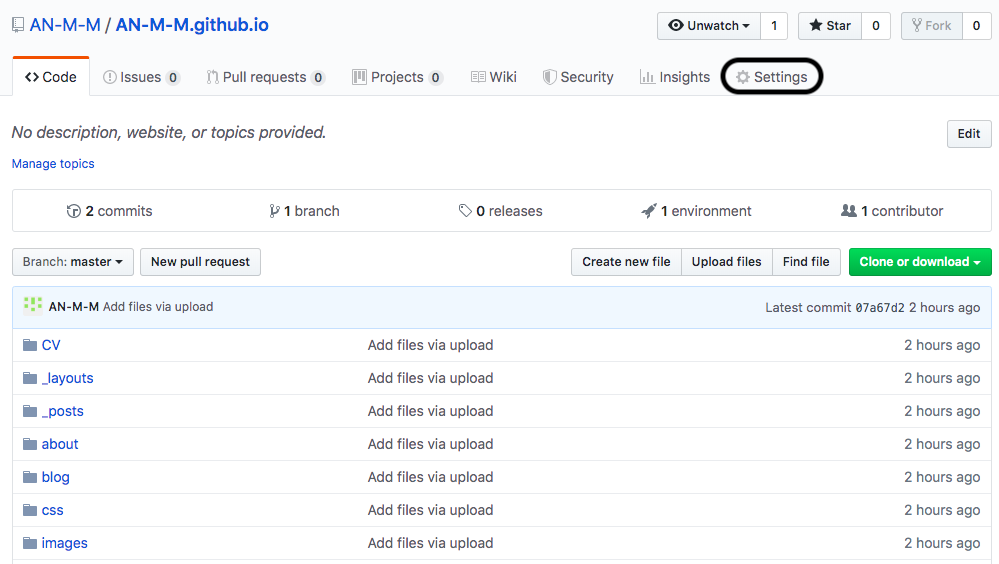 AN-M-M / AN-M-M.github.io Unwatch 1 Star 0 Fork 0
Code Issues 0 Pull requests 0 Projects 0 Wiki Security Insights Settings
No description, website, or topics provided. Edit
Manage topics
2 commits 1 branch 0 releases 1 environment 1 contributor
Branch: master New pull request Create new file Upload files Find file Clone or download
AN-M-M Add files via upload Latest commit 07a67d2 2 hours ago
CV Add files via upload 2 hours ago
_layouts Add files via upload 2 hours ago
_posts Add files via upload 2 hours ago
about Add files via upload 2 hours ago
blog Add files via upload 2 hours ago
css Add files via upload 2 hours ago
images Add files via upload 2 hours ago